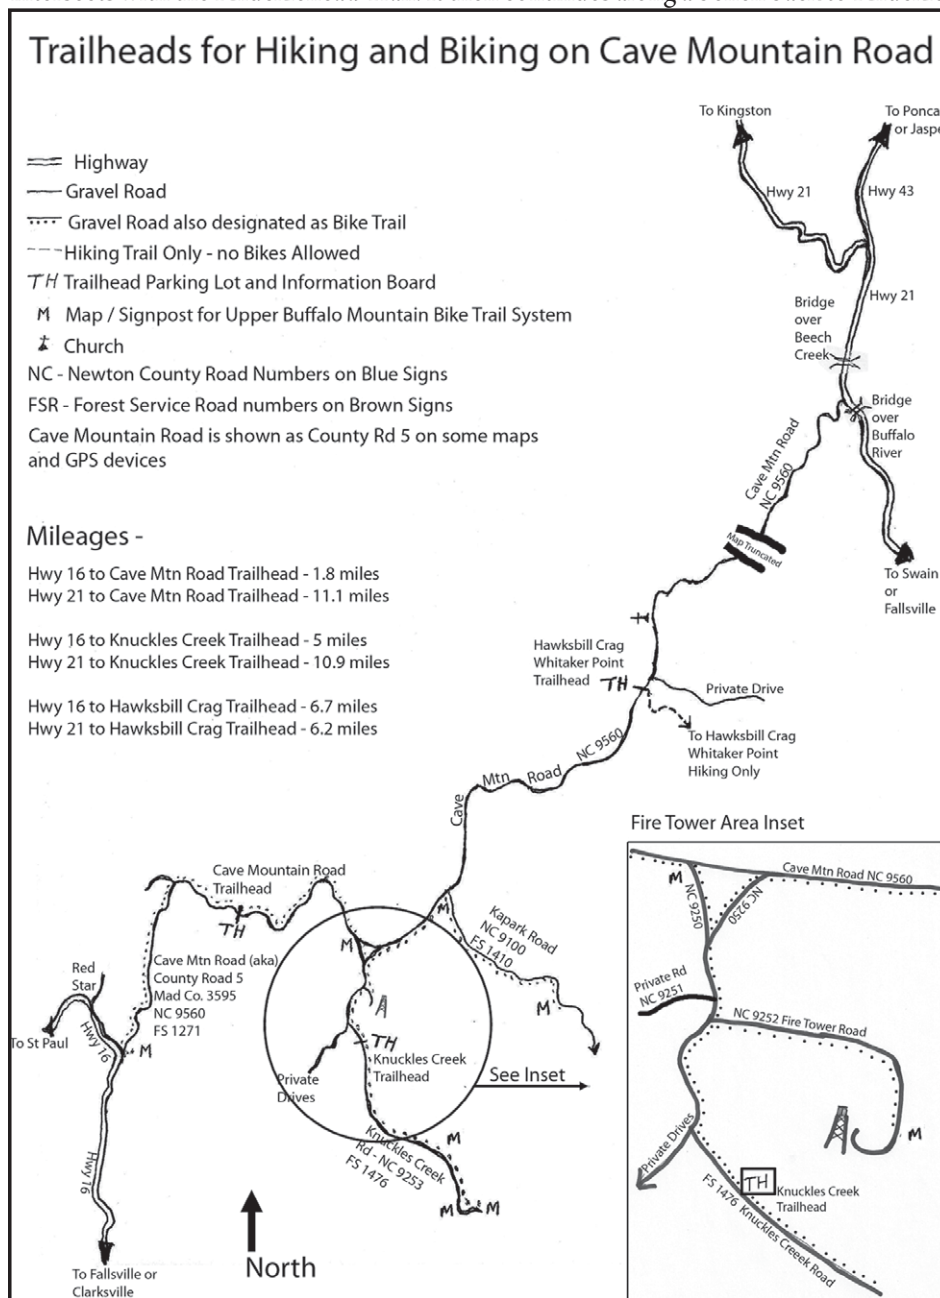 Trailheads for Hiking and Biking on Cave Mountain Road
To Kingston
To Ponca
or Jaspe
Highway
Gravel Road
Gravel Road also designated as Bike Trail
Hiking Trail Only - no Bikes Allowed
TH Trailhead Parking Lot and Information Board
M Map / Signpost for Upper Buffalo Mountain Bike Trail System
Church
NC - Newton County Road Numbers on Blue Signs
FSR - Forest Service Road numbers on Brown Signs
Cave Mountain Road is shown as County Rd 5 on some maps
and GPS devices
Hwy 21
Hwy 43
Hwy 21
Bridge
over
Beech
Creek
Bridge
over
Buffalo
River
Cave Mtn Road
NC 9560
Map Truncated
To Swain
or
Fallsville
Mileages -
Hwy 16 to Cave Mtn Road Trailhead - 1.8 miles
Hwy 21 to Cave Mtn Road Trailhead - 11.1 miles
Hwy 16 to Knuckles Creek Trailhead - 5 miles
Hwy 21 to Knuckles Creek Trailhead - 10.9 miles
Hwy 16 to Hawksbill Crag Trailhead - 6.7 miles
Hwy 21 to Hawksbill Crag Trailhead - 6.2 miles
Hawksbill Crag
Whitaker Point
Trailhead
TH
Private Drive
To Hawksbill Crag
Whitaker Point
Hiking Only
Cave Mtn Road NC 9560
Cave Mountain Road
Trailhead
TH
M
M
Kapark Road
NC 9100
FS 1410
M
Red
Star
Cave Mtn Road (aka)
County Road 5
Mad Co. 3595
NC 9560
FS 1271
To St Paul
Hwy 16
M
TH
Knuckles Creek
Trailhead
Private
Drives
See Inset
Knuckles Creek
Rd - NC 9253
FS 1476
M
M
M
Hwy 16
North
To Fallsville or
Clarksville
Fire Tower Area Inset
Cave Mtn Road NC 9560
M
NC 9250
NC 9250
Private Rd
NC 9251
NC 9252 Fire Tower Road
M
Private Drives
TH
Knuckles Creek
Trailhead
FS 1476 Knuckles Creeek Road